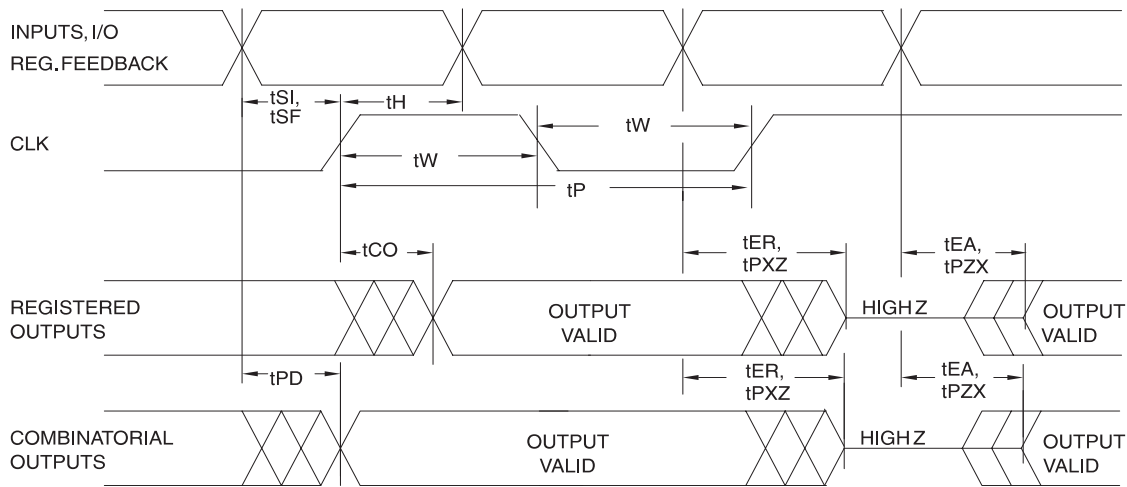 INPUTS, I/O
REG. FEEDBACK
tSI,
tSF
tH
CLK
tW
tW
tP
tCO
tER,
tPXZ
tEA,
tPZX
REGISTERED
OUTPUTS
OUTPUT
VALID
HIGH Z
OUTPUT
VALID
tPD
tER,
tPXZ
tEA,
tPZX
COMBINATORIAL
OUTPUTS
OUTPUT
VALID
HIGH Z
OUTPUT
VALID